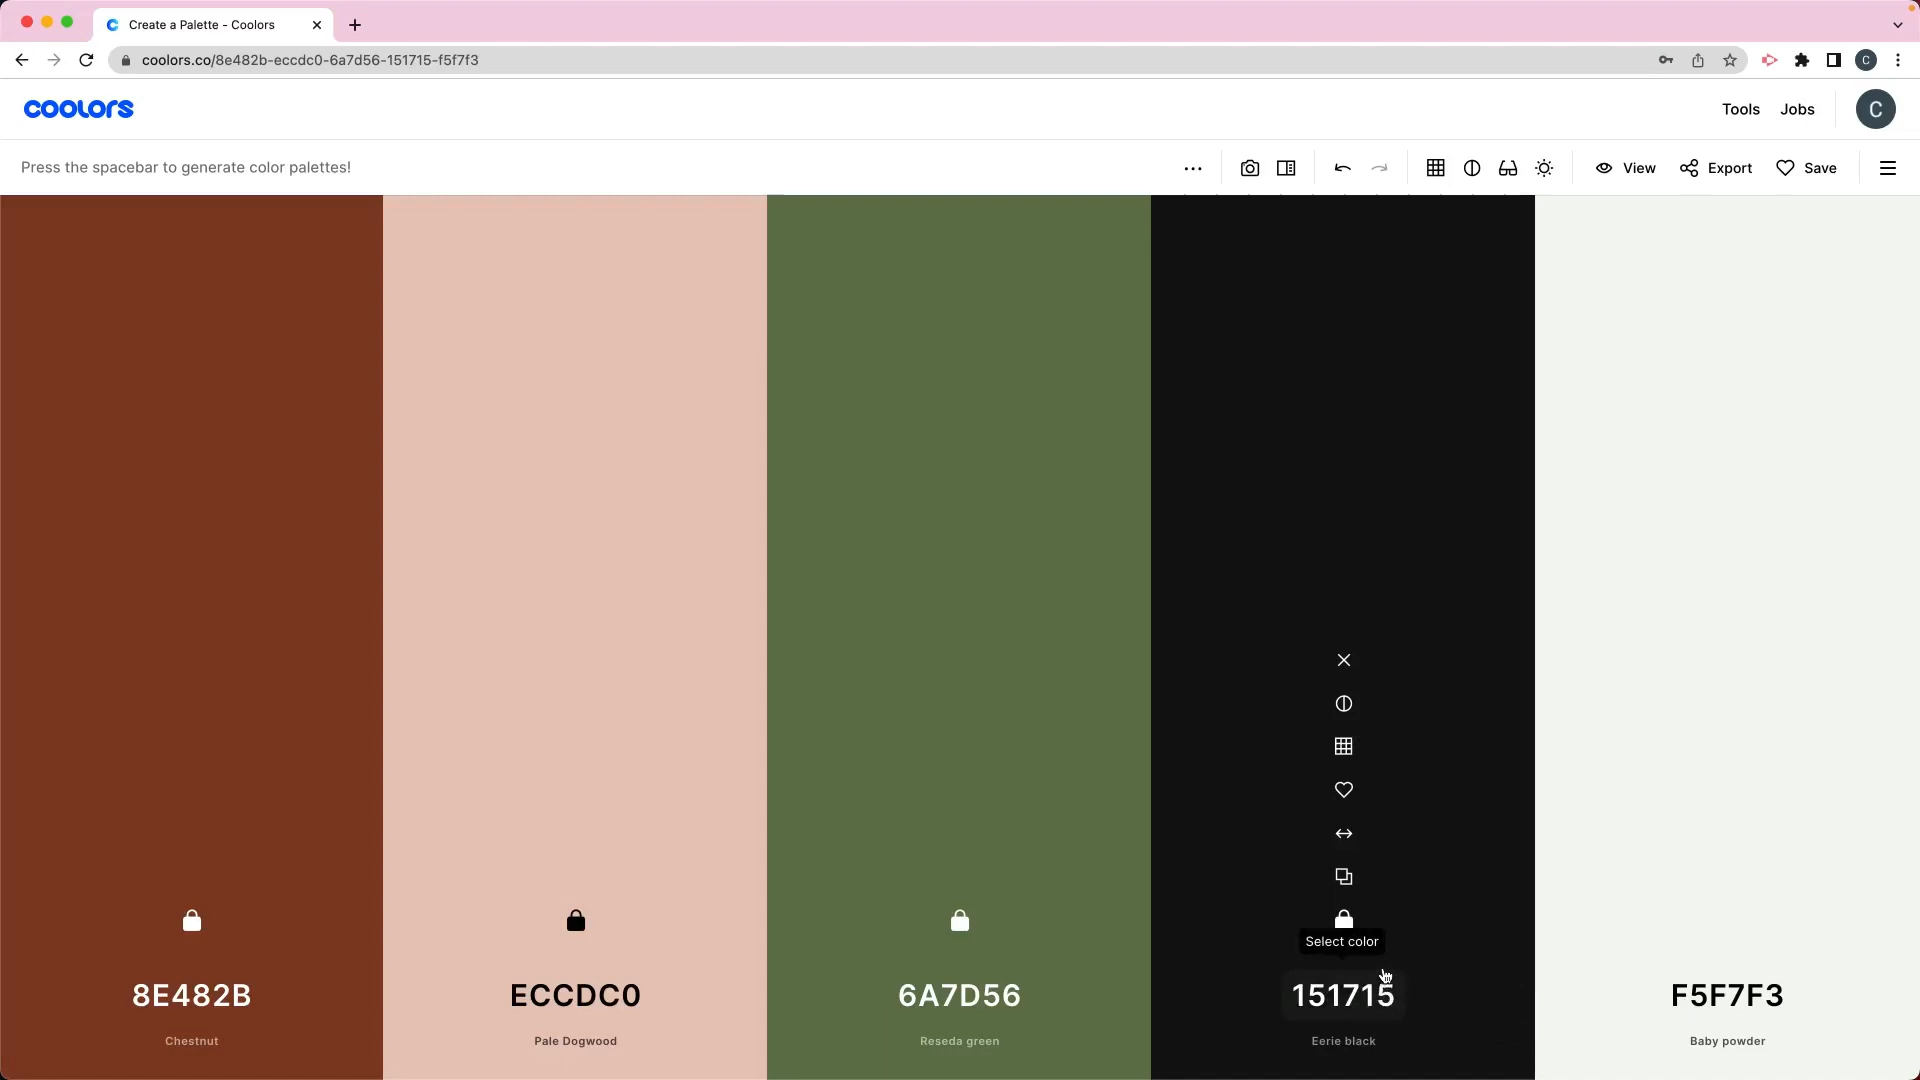 Create a Palette - Coolors
coolors.co/8e482b-eccdc0-6a7d56-151715-f5f7f3
C
coolors
Tools
Jobs
C
Press the spacebar to generate color palettes!
View
Export
Save
Select color
8E482B
ECCDC0
6A7D56
151715
F5F7F3
Chestnut
Pale Dogwood
Reseda green
Eerie black
Baby powder